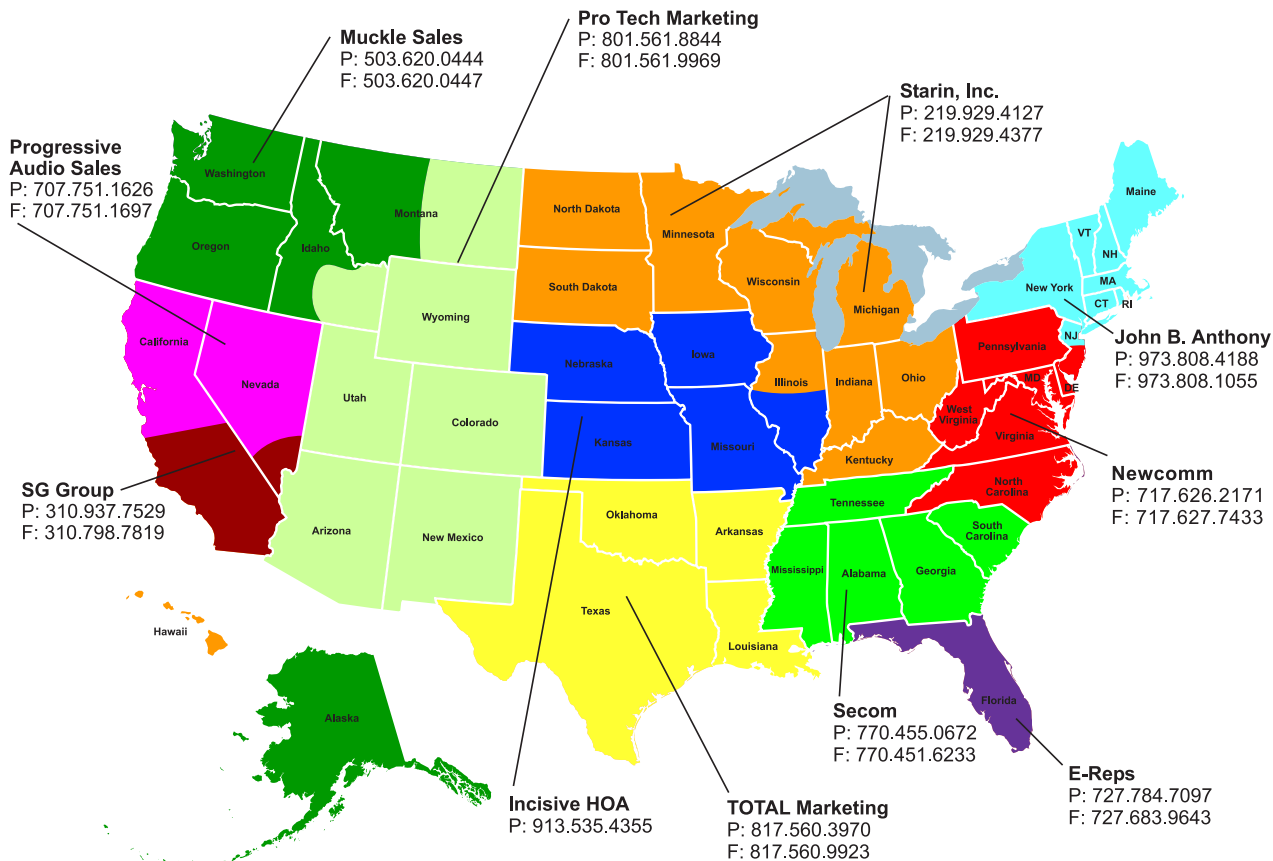 Pro Tech Marketing
P: 801.561.8844
F: 801.561.9969
Muckle Sales
P: 503.620.0444
F: 503.620.0447
Starin, Inc.
P: 219.929.4127
F: 219.929.4377
Progressive
Audio Sales
P: 707.751.1626
F: 707.751.1697
Washington
Oregon
Idaho
Montana
Wyoming
North Dakota
South Dakota
Minnesota
Wisconsin
Michigan
Maine
VT
NH
MA
CT
RI
New York
NJ
John B. Anthony
P: 973.808.4188
F: 973.808.1055
California
Nevada
Utah
Colorado
Nebraska
Iowa
Illinois
Indiana
Ohio
Pennsylvania
MD
DE
West
Virginia
Virginia
Kansas
Missouri
Kentucky
North
Carolina
Newcomm
P: 717.626.2171
F: 717.627.7433
SG Group
P: 310.937.7529
F: 310.798.7819
Arizona
New Mexico
Oklahoma
Arkansas
Tennessee
South
Carolina
Mississippi
Alabama
Georgia
Texas
Louisiana
Florida
Hawaii
Alaska
Secom
P: 770.455.0672
F: 770.451.6233
E-Reps
P: 727.784.7097
F: 727.683.9643
Incisive HOA
P: 913.535.4355
TOTAL Marketing
P: 817.560.3970
F: 817.560.9923